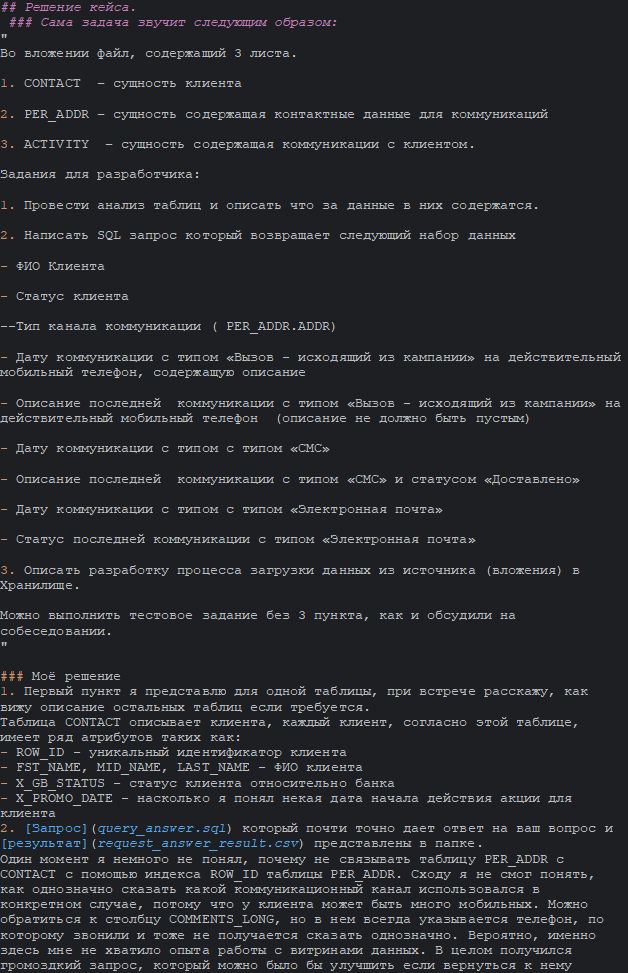 ## Решение кейса.
### Сама задача звучит следующим образом:
"
Во вложении файл, содержащий 3 листа.
1. CONTACT  – сущность клиента
2. PER_ADDR – сущность содержащая контактные данные для коммуникаций
3. ACTIVITY  – сущность содержащая коммуникации с клиентом.
Задания для разработчика:
1. Провести анализ таблиц и описать что за данные в них содержатся.
2. Написать SQL запрос который возвращает следующий набор данных
- ФИО Клиента
- Статус клиента
--Тип канала коммуникации ( PER_ADDR.ADDR)
- Дату коммуникации с типом «Вызов – исходящий из кампании» на действительный
мобильный телефон, содержащую описание
- Описание последней  коммуникации с типом «Вызов – исходящий из кампании» на
действительный мобильный телефон  (описание не должно быть пустым)
- Дату коммуникации с типом с типом «СМС»
- Описание последней  коммуникации с типом «СМС» и статусом «Доставлено»
- Дату коммуникации с типом с типом «Электронная почта»
- Статус последней коммуникации с типом «Электронная почта»
3. Описать разработку процесса загрузки данных из источника (вложения) в
Хранилище.
Можно выполнить тестовое задание без 3 пункта, как и обсудили на
собеседовании.
"
### Моё решение
1. Первый пункт я представлю для одной таблицы, при встрече расскажу, как
вижу описание остальных таблиц если требуется.
Таблица CONTACT описывает клиента, каждый клиент, согласно этой таблице,
имеет ряд атрибутов таких как:
- ROW_ID - уникальный идентификатор клиента
- FST_NAME, MID_NAME, LAST_NAME - ФИО клиента
- X_GB_STATUS - статус клиента относительно банка
- X_PROMO_DATE - насколько я понял некая дата начала действия акции для
клиента
2. [Запрос](query_answer.sql) который почти точно дает ответ на ваш вопрос и
[результат](request_answer_result.csv) представлены в папке.
Один момент я немного не понял, почему не связывать таблицу PER_ADDR с
CONTACT с помощью индекса ROW_ID таблицы PER_ADDR. Сходу я не смог понять,
как однозначно сказать какой коммуникационный канал использовался в
конкретном случае, потому что у клиента может быть много мобильных. Можно
обратиться к столбцу COMMENTS_LONG, но в нем всегда указывается телефон, по
которому звонили и тоже не получается сказать однозначно. Вероятно, именно
здесь мне не хватило опыта работы с витринами данных. В целом получился
громоздкий запрос, который можно было бы улучшить если вернуться к нему